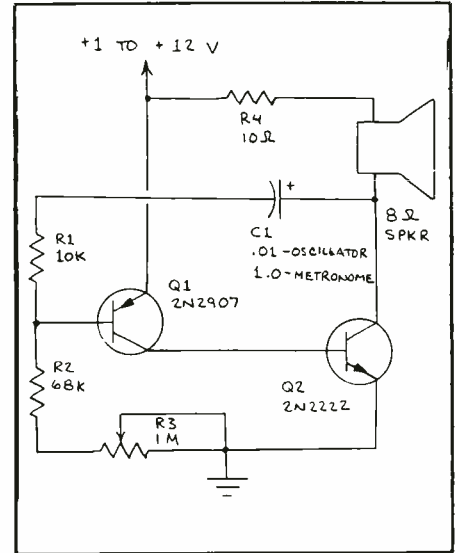 +1 TO +12 V
R4
10Ω
+
C1
.01-OSCILLATOR
1.0-METRONOME
8Ω
SPKR
R1
10K
Q1
2N2907
R2
68K
Q2
2N2222
R3
1M